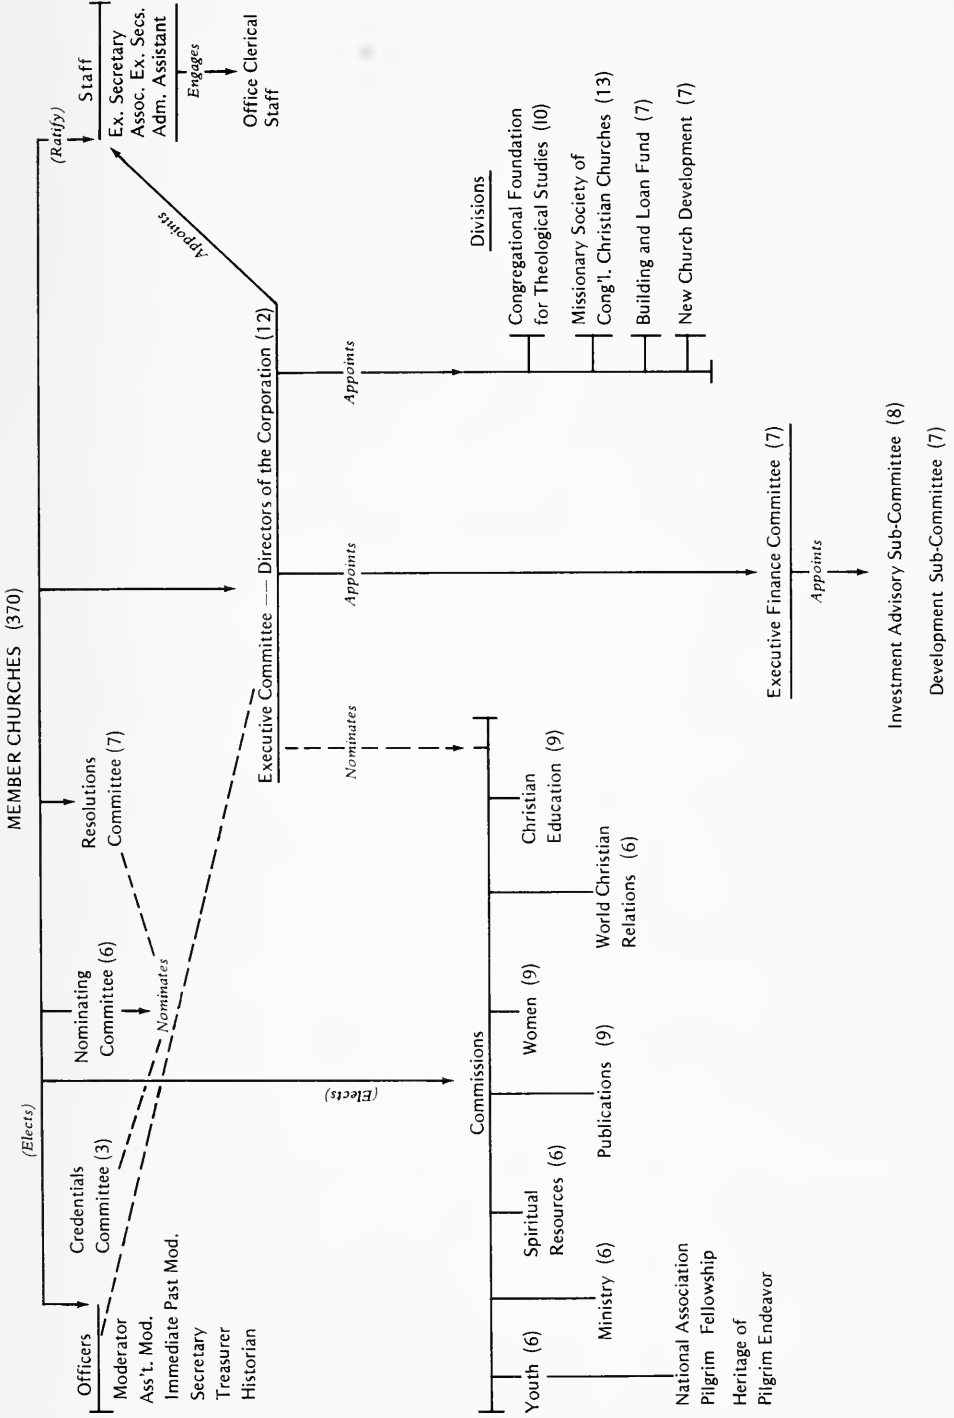 MEMBER CHURCHES (370)
(Elects)
(Ratify)
Officers
Moderator
Ass't. Mod.
Immediate Past Mod.
Secretary
Treasurer
Historian
Credentials
Committee (3)
Nominating
Committee (6)
Nominates
Resolutions
Committee (7)
Staff
Ex. Secretary
Assoc. Ex. Secs.
Adm. Assistant
Engages
Office Clerical
Staff
Appoints
Executive Committee — Directors of the Corporation (12)
(Elects)
Nominates
Appoints
Appoints
Commissions
Youth (6)
National Association
Pilgrim Fellowship
Heritage of
Pilgrim Endeavor
Ministry (6)
Spiritual
Resources (6)
Publications (9)
Women (9)
World Christian
Relations (6)
Christian
Education (9)
Divisions
Congregational Foundation
for Theological Studies (10)
Missionary Society of
Cong'l. Christian Churches (13)
Building and Loan Fund (7)
New Church Development (7)
Executive Finance Committee (7)
Appoints
Investment Advisory Sub-Committee (8)
Development Sub-Committee (7)